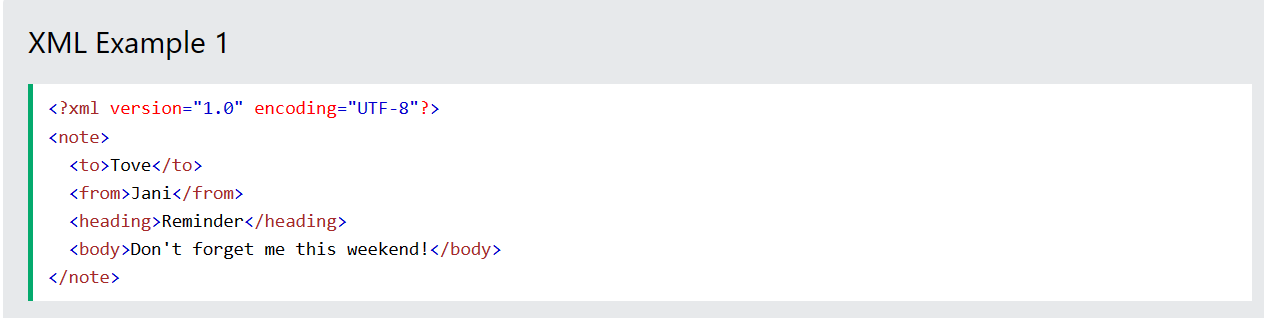 XML Example 1
<?xml version="1.0" encoding="UTF-8"?>
<note>
  <to>Tove</to>
  <from>Jani</from>
  <heading>Reminder</heading>
  <body>Don't forget me this weekend!</body>
</note>